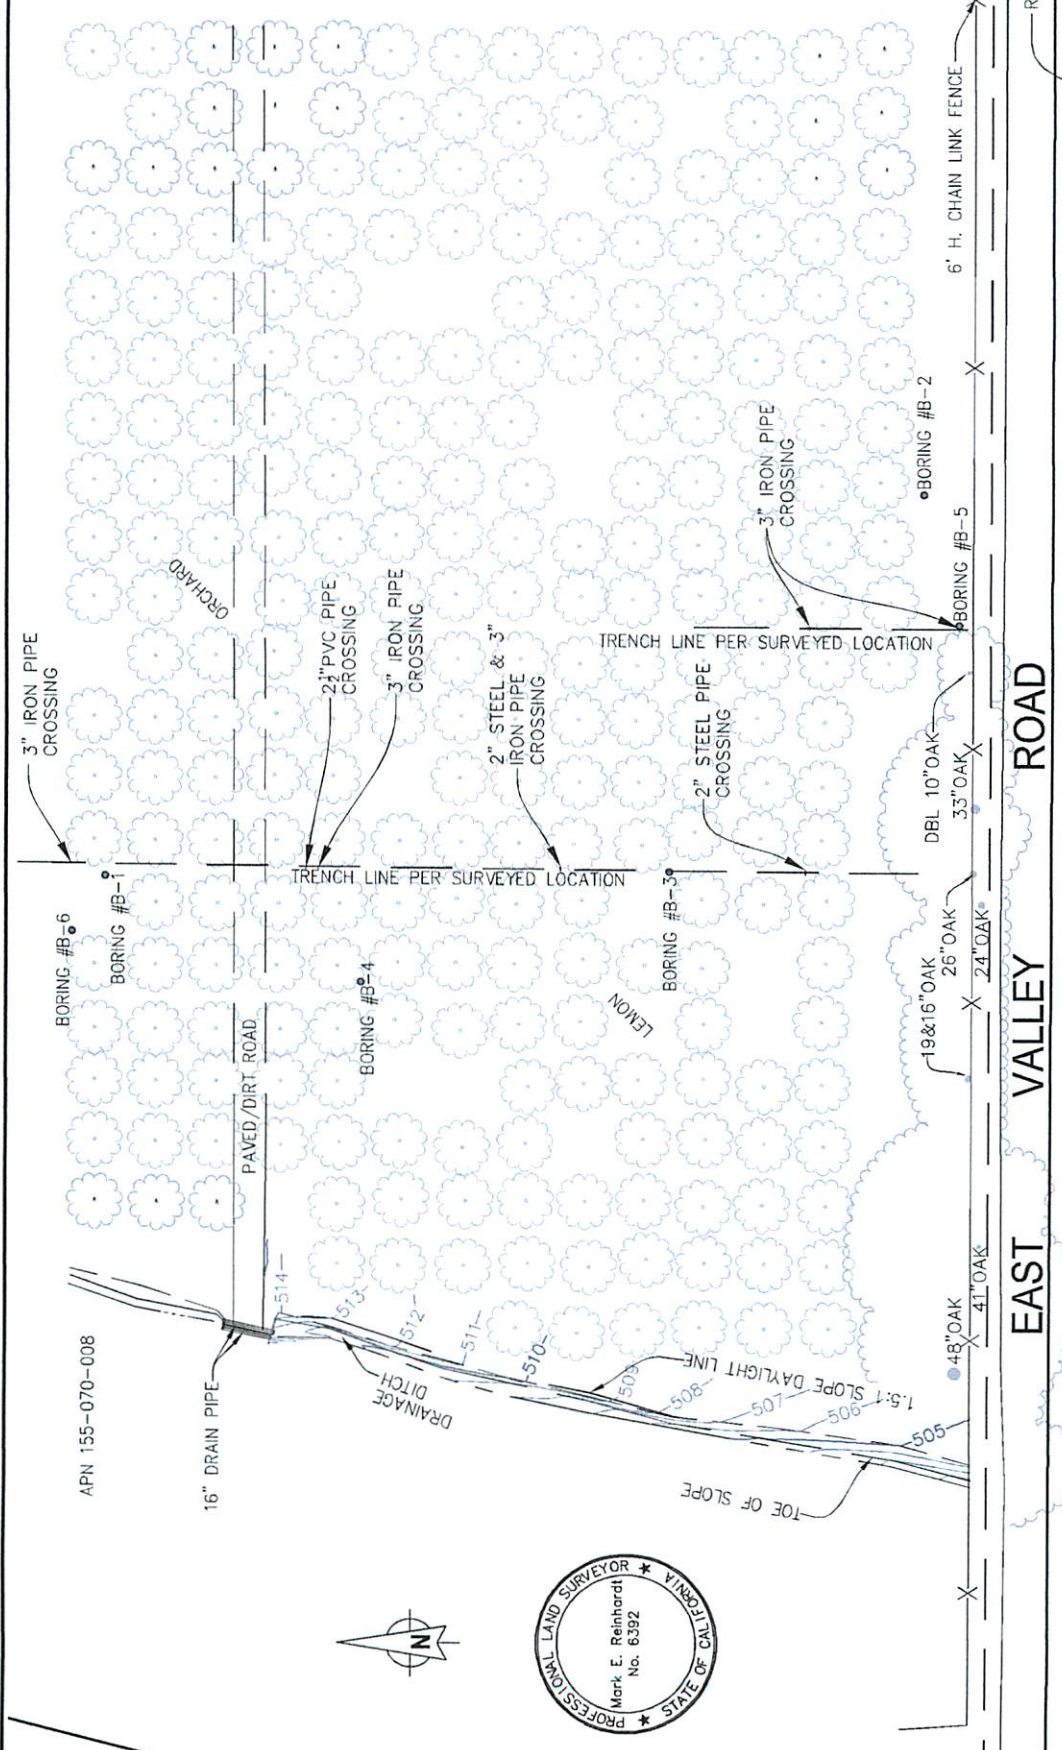 APN 155-070-008
16" DRAIN PIPE
BORING #B-6
BORING #B-1
3" IRON PIPE
CROSSING
ORCHARD
PAVED/DIRT ROAD
BORING #B-4
2½"PVC PIPE
CROSSING
3" IRON PIPE
CROSSING
TRENCH LINE PER SURVEYED LOCATION
2" STEEL & 3"
IRON PIPE
CROSSING
LEMON
BORING #B-3
2" STEEL PIPE
CROSSING
TRENCH LINE PER SURVEYED LOCATION
3" IRON PIPE
CROSSING
BORING #B-2
BORING #B-5
6' H. CHAIN LINK FENCE
DRAINAGE
DITCH
514
513
512
511
510
509
508
507
506
505
1.5:1 SLOPE DAYLIGHT LINE
TOE OF SLOPE
48"OAK
41"OAK
19&16"OAK
26"OAK
24"OAK
DBL 10"OAK
33"OAK
EAST VALLEY ROAD
N
PROFESSIONAL LAND SURVEYOR
Mark E. Reinhardt
No. 6392
STATE OF CALIFORNIA
R